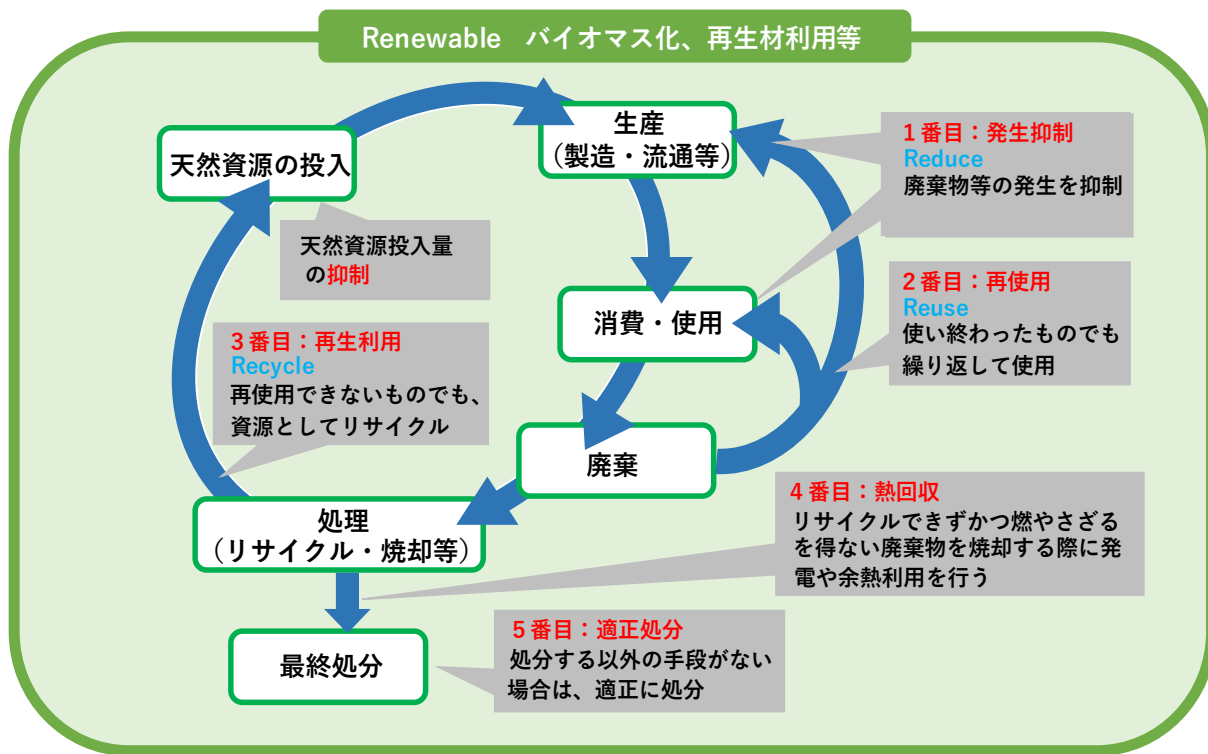 Renewable　バイオマス化、再生材利用等
生産
（製造・流通等）
天然資源の投入
1番目：発生抑制
Reduce
廃棄物等の発生を抑制
天然資源投入量
の抑制
2番目：再使用
Reuse
使い終わったものでも
繰り返して使用
消費・使用
3番目：再生利用
Recycle
再使用できないものでも、
資源としてリサイクル
廃棄
4番目：熱回収
リサイクルできずかつ燃やさざる
を得ない廃棄物を焼却する際に発
電や余熱利用を行う
処理
（リサイクル・焼却等）
5番目：適正処分
処分する以外の手段がない
場合は、適正に処分
最終処分